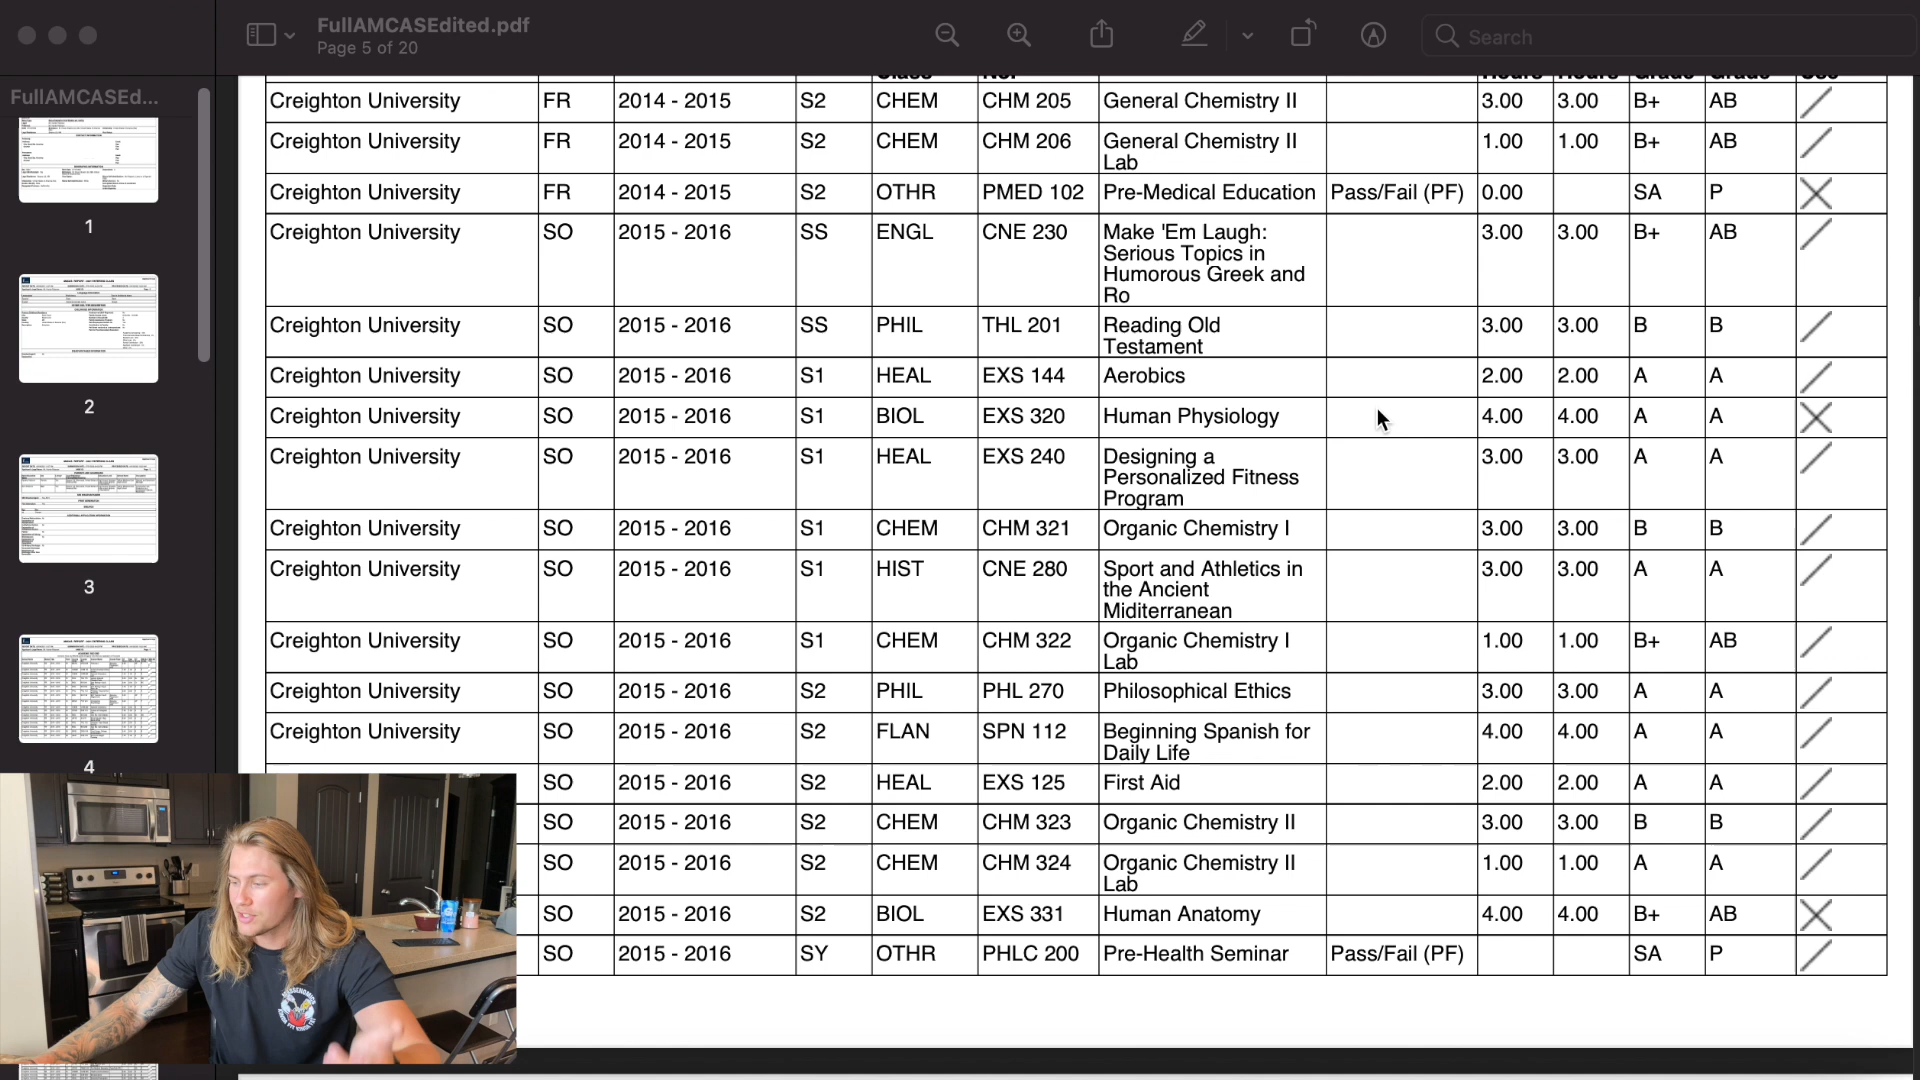 FullAMCASEdited.pdf
Page 5 of 20
Search
FullAMCASEd...
1
2
3
4
Creighton University FR 2014 - 2015 S2 CHEM CHM 205 General Chemistry II 3.00 3.00 B+ AB
Creighton University FR 2014 - 2015 S2 CHEM CHM 206 General Chemistry II 1.00 1.00 B+ AB
Lab
Creighton University FR 2014 - 2015 S2 OTHR PMED 102 Pre-Medical Education Pass/Fail (PF) 0.00 SA P
Creighton University SO 2015 - 2016 SS ENGL CNE 230 Make 'Em Laugh: 3.00 3.00 B+ AB
Serious Topics in
Humorous Greek and
Ro
Creighton University SO 2015 - 2016 SS PHIL THL 201 Reading Old 3.00 3.00 B B
Testament
Creighton University SO 2015 - 2016 S1 HEAL EXS 144 Aerobics 2.00 2.00 A A
Creighton University SO 2015 - 2016 S1 BIOL EXS 320 Human Physiology 4.00 4.00 A A
Creighton University SO 2015 - 2016 S1 HEAL EXS 240 Designing a 3.00 3.00 A A
Personalized Fitness
Program
Creighton University SO 2015 - 2016 S1 CHEM CHM 321 Organic Chemistry I 3.00 3.00 B B
Creighton University SO 2015 - 2016 S1 HIST CNE 280 Sport and Athletics in 3.00 3.00 A A
the Ancient
Miditerranean
Creighton University SO 2015 - 2016 S1 CHEM CHM 322 Organic Chemistry I 1.00 1.00 B+ AB
Lab
Creighton University SO 2015 - 2016 S2 PHIL PHL 270 Philosophical Ethics 3.00 3.00 A A
Creighton University SO 2015 - 2016 S2 FLAN SPN 112 Beginning Spanish for 4.00 4.00 A A
Daily Life
SO 2015 - 2016 S2 HEAL EXS 125 First Aid 2.00 2.00 A A
SO 2015 - 2016 S2 CHEM CHM 323 Organic Chemistry II 3.00 3.00 B B
SO 2015 - 2016 S2 CHEM CHM 324 Organic Chemistry II 1.00 1.00 A A
Lab
SO 2015 - 2016 S2 BIOL EXS 331 Human Anatomy 4.00 4.00 B+ AB
SO 2015 - 2016 SY OTHR PHLC 200 Pre-Health Seminar Pass/Fail (PF) SA P